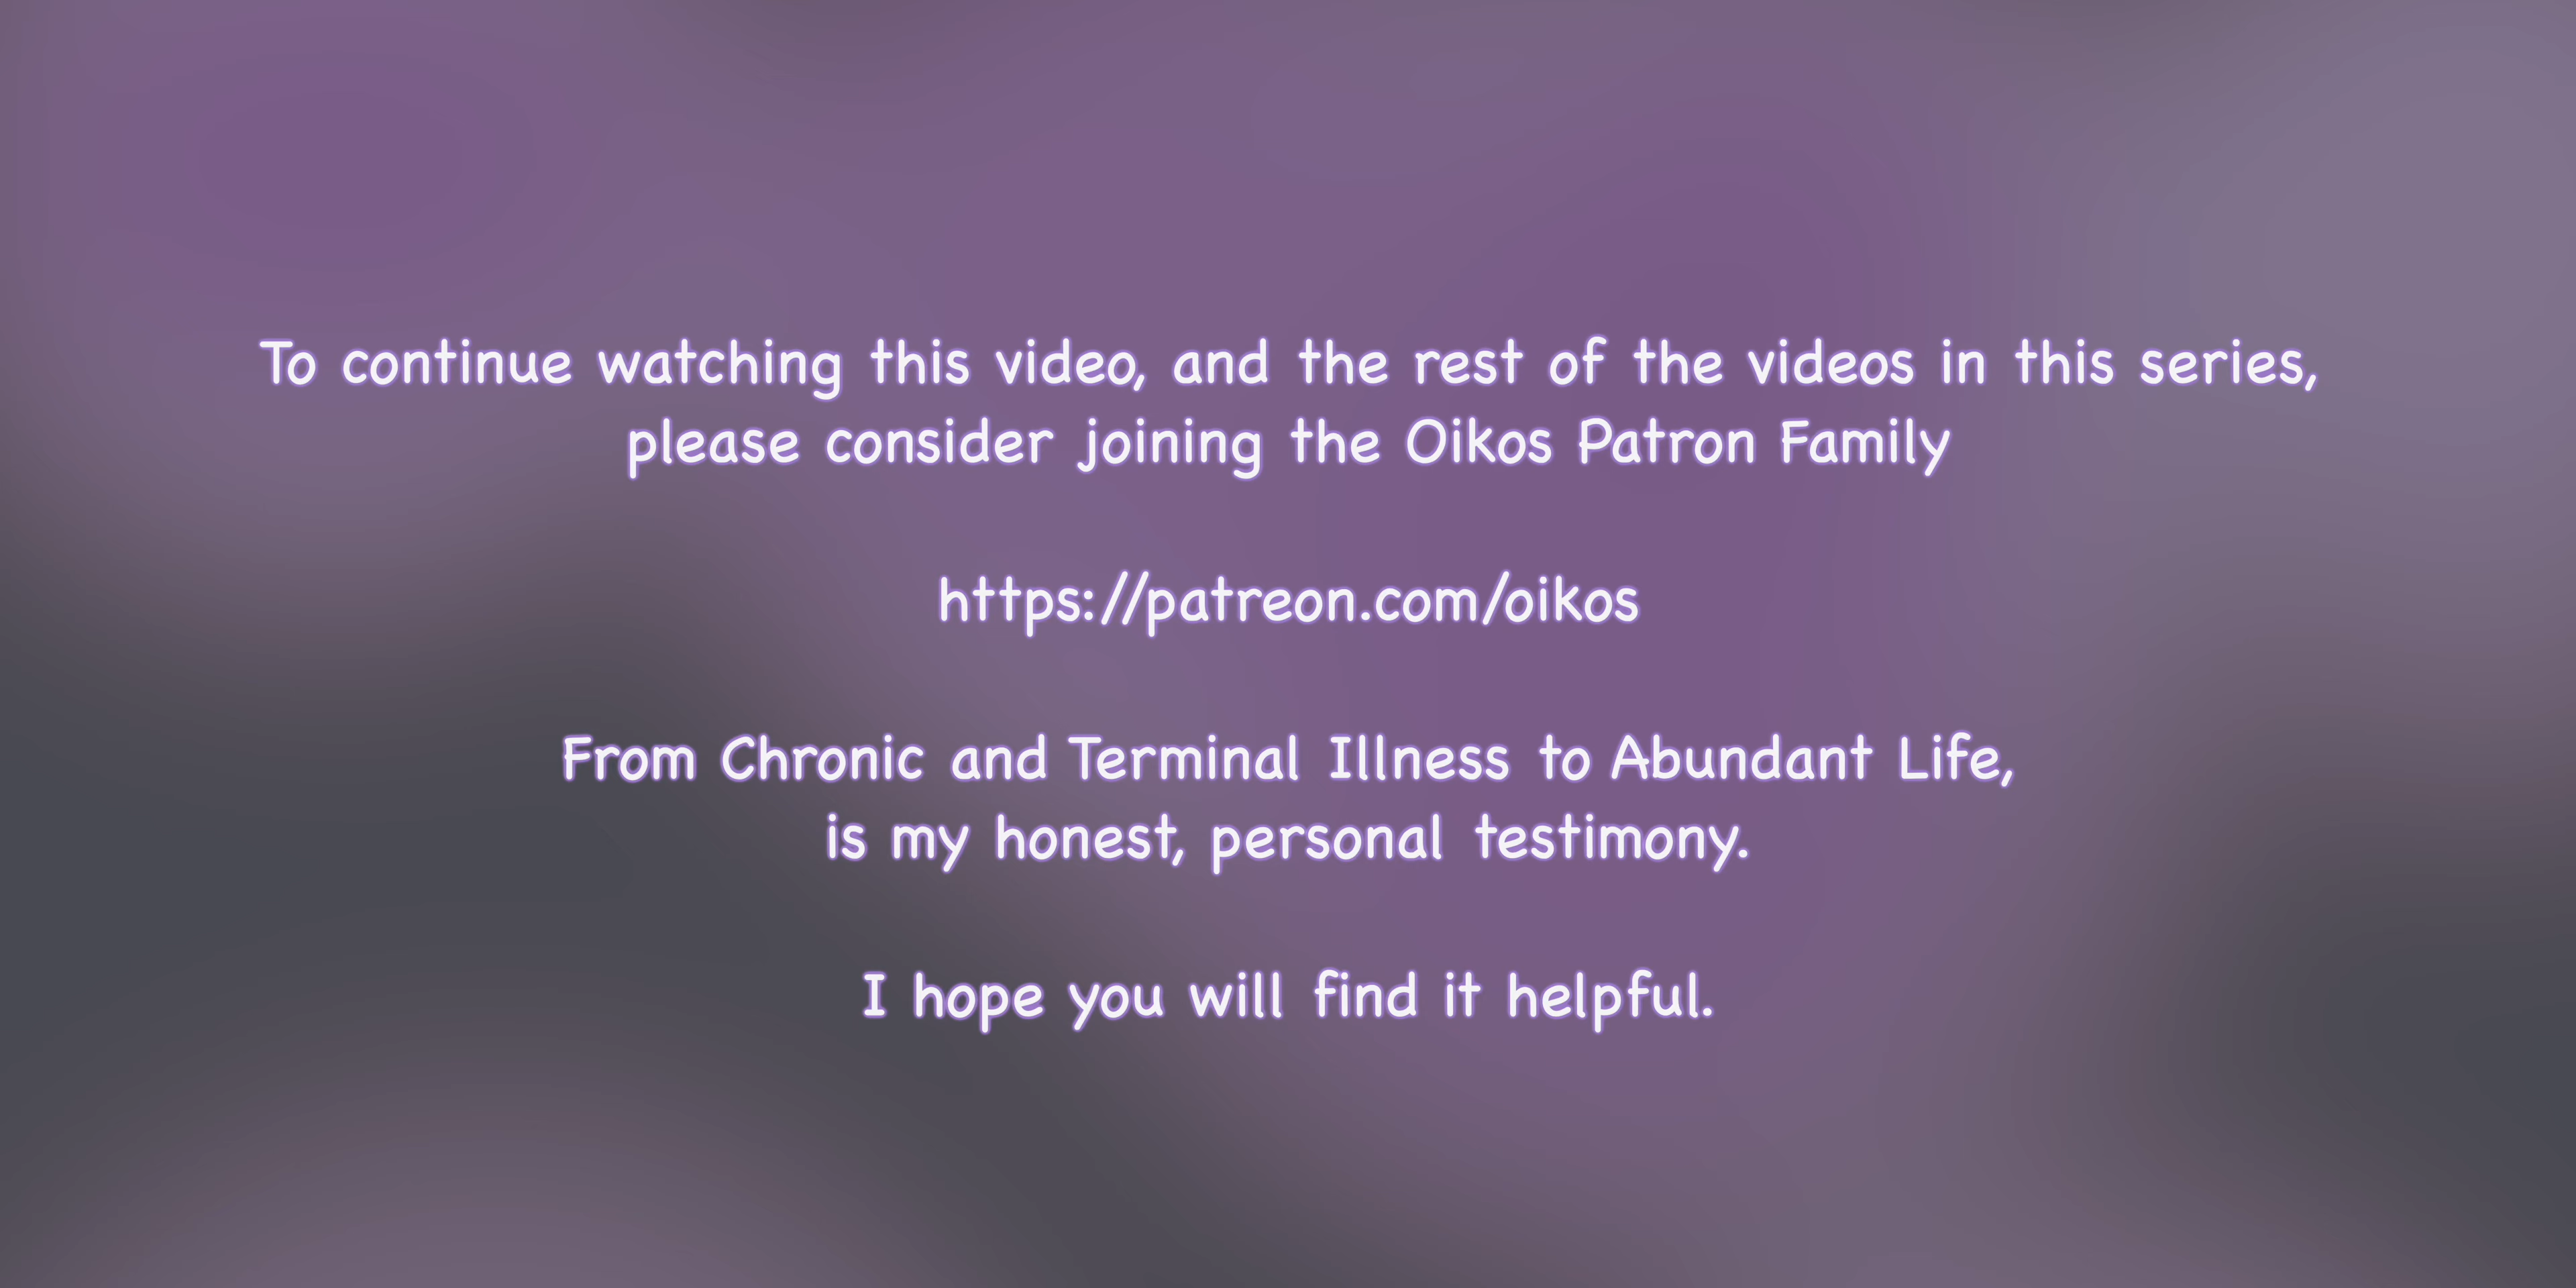 To continue watching this video, and the rest of the videos in this series,
please consider joining the Oikos Patron Family
https://patreon.com/oikos
From Chronic and Terminal Illness to Abundant Life,
is my honest, personal testimony.
I hope you will find it helpful.